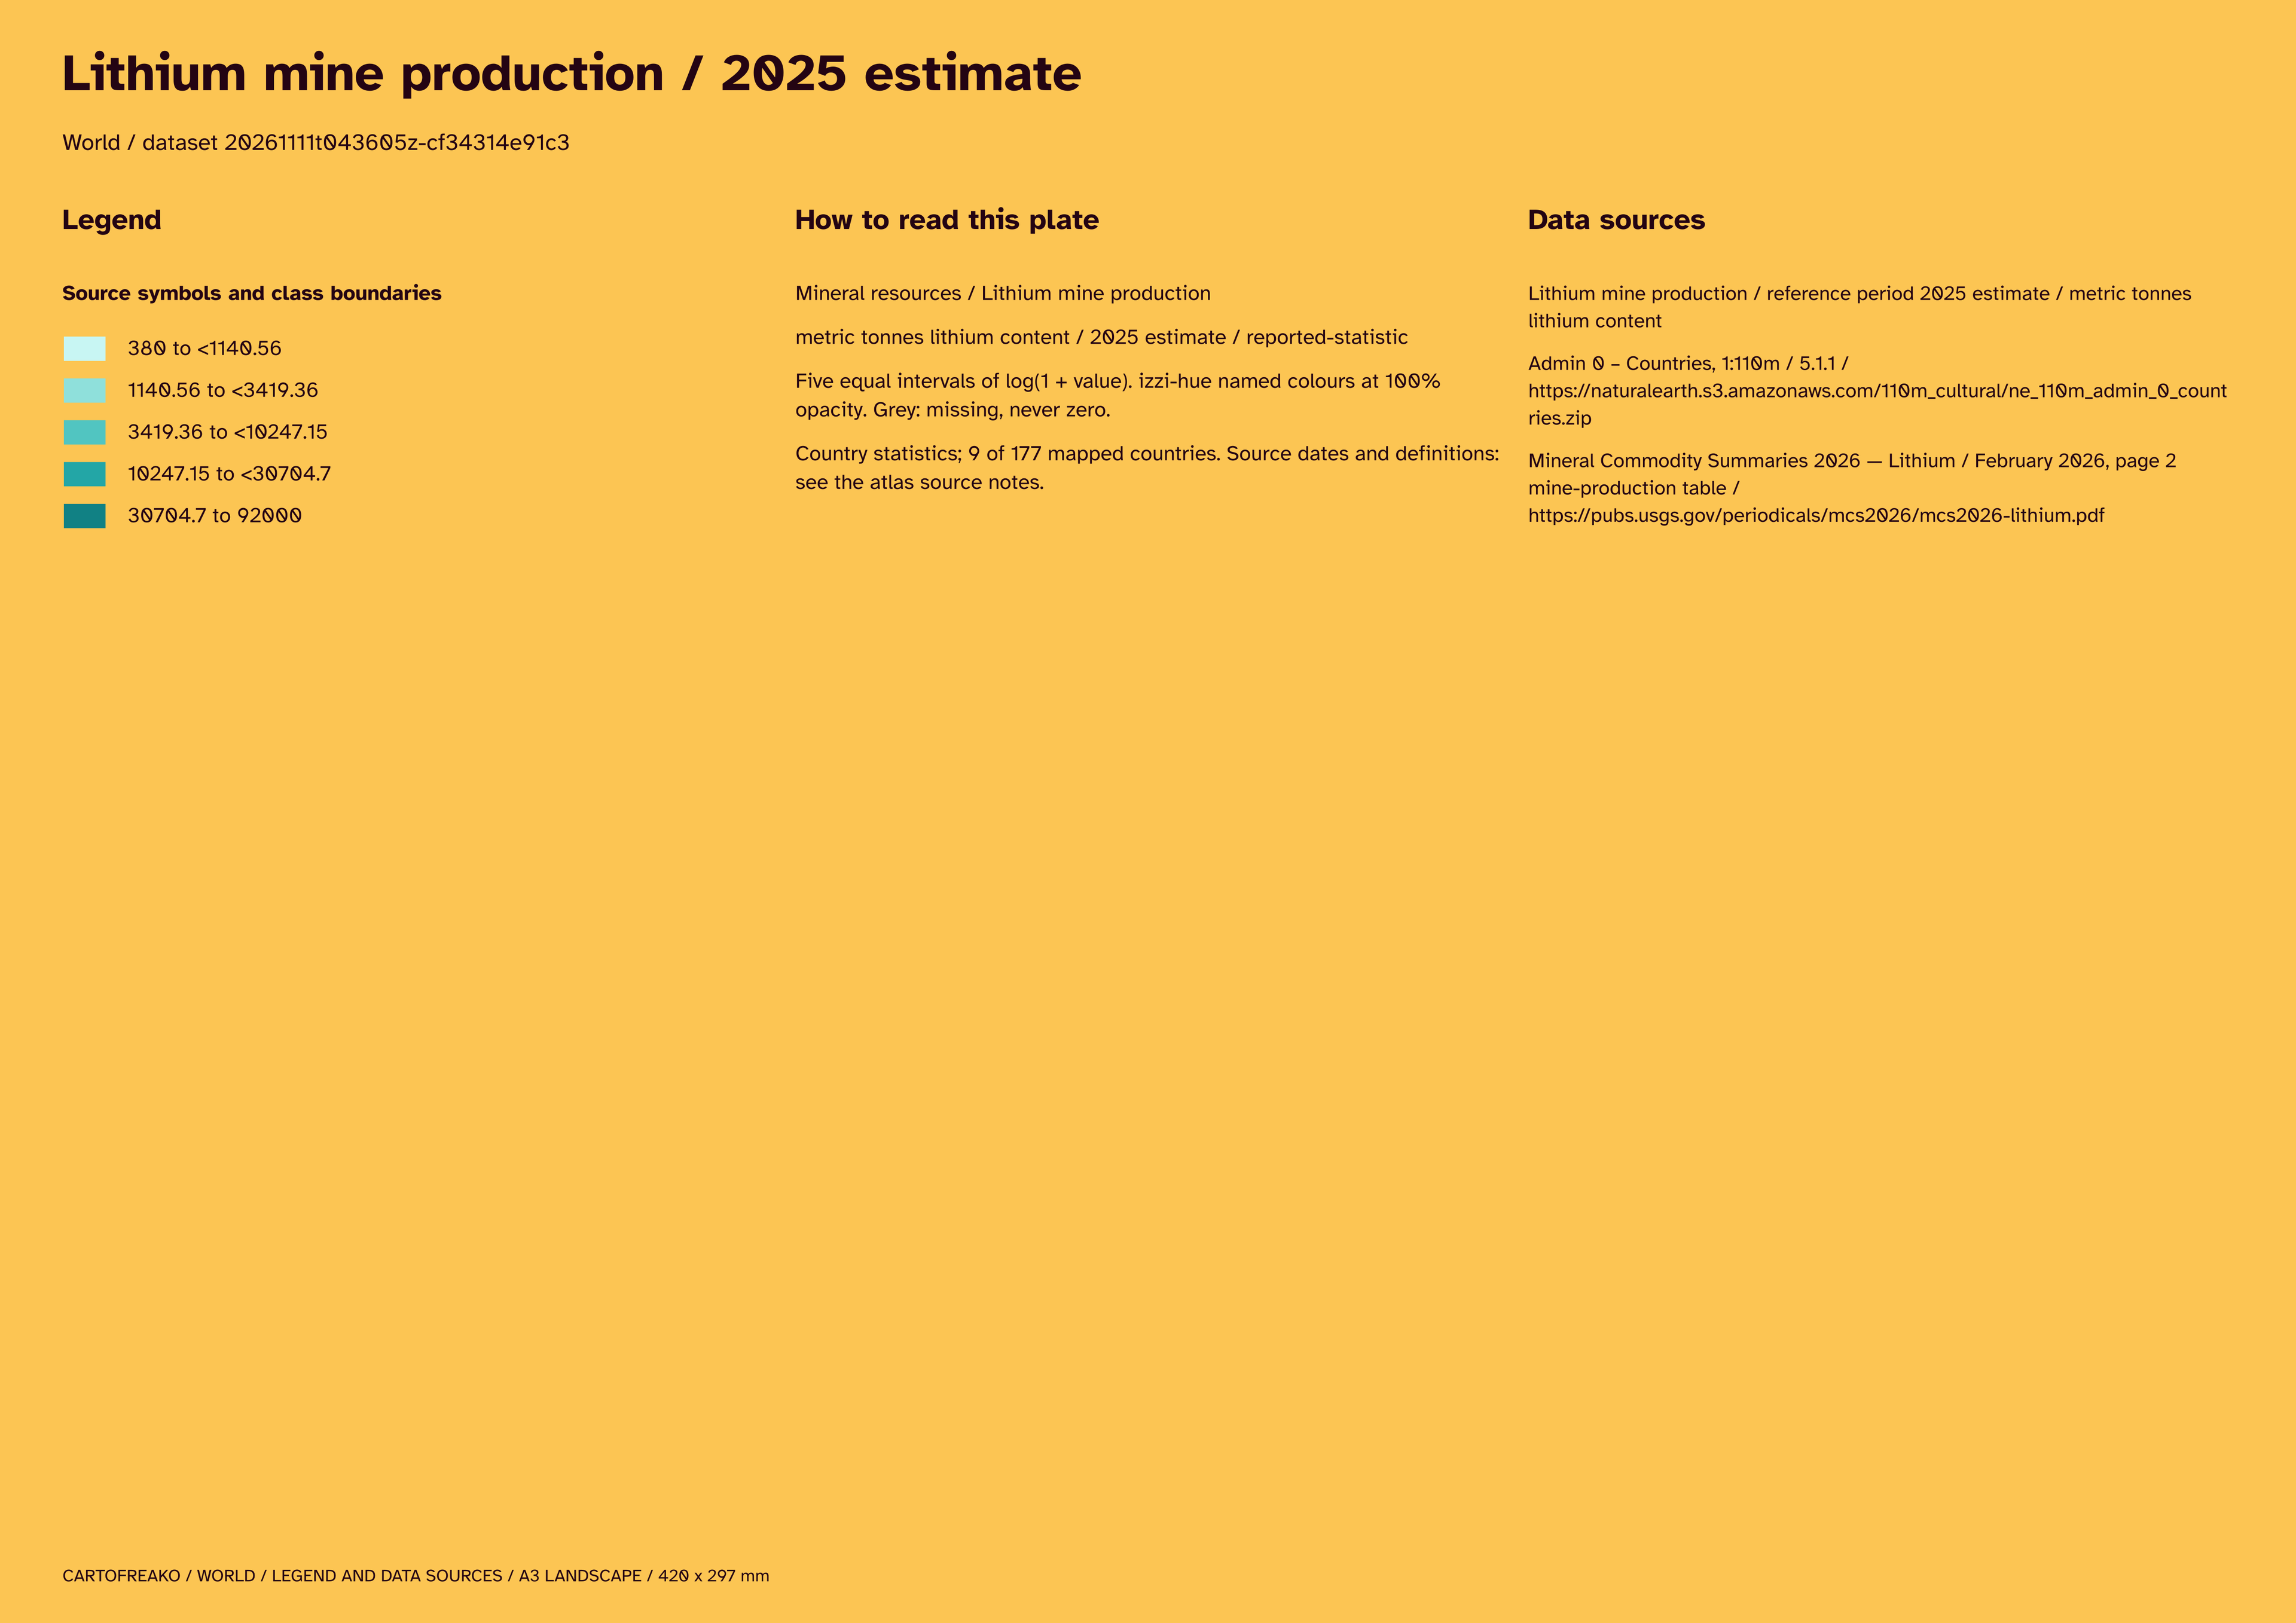 Lithium mine production / 2025 estimate
World / dataset 20261111t043605z-cf34314e91c3
Legend
Source symbols and class boundaries
380 to <1140.56
1140.56 to <3419.36
3419.36 to <10247.15
10247.15 to <30704.7
30704.7 to 92000
How to read this plate
Mineral resources / Lithium mine production
metric tonnes lithium content / 2025 estimate / reported-statistic
Five equal intervals of log(1 + value). izzi-hue named colours at 100%
opacity. Grey: missing, never zero.
Country statistics; 9 of 177 mapped countries. Source dates and definitions:
see the atlas source notes.
Data sources
Lithium mine production / reference period 2025 estimate / metric tonnes
lithium content
Admin 0 – Countries, 1:110m / 5.1.1 /
https://naturalearth.s3.amazonaws.com/110m_cultural/ne_110m_admin_0_count
ries.zip
Mineral Commodity Summaries 2026 — Lithium / February 2026, page 2
mine-production table /
https://pubs.usgs.gov/periodicals/mcs2026/mcs2026-lithium.pdf
CARTOFREAKO / WORLD / LEGEND AND DATA SOURCES / A3 LANDSCAPE / 420 x 297 mm